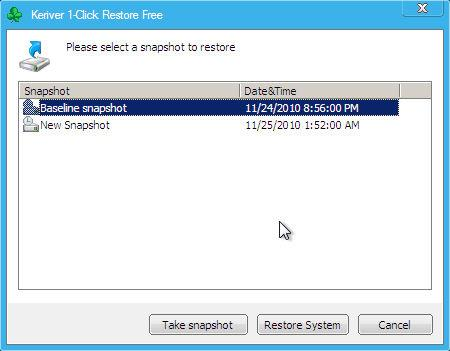 Keriver 1-Click Restore Free
Please select a snapshot to restore
Snapshot Date&Time
Baseline snapshot 11/24/2010 8:56:00 PM
New Snapshot 11/25/2010 1:52:00 AM
Take snapshot Restore System Cancel